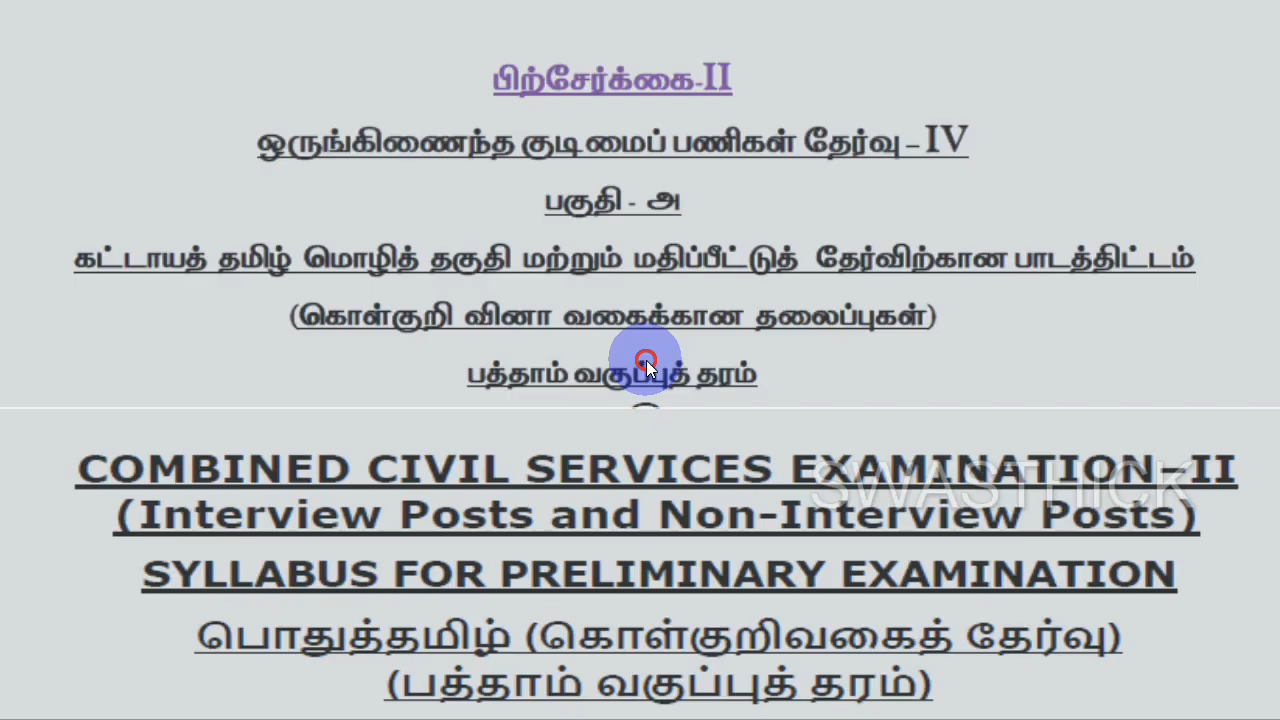 பிற்சேர்க்கை-II
ஒருங்கிணைந்த குடிமைப் பணிகள் தேர்வு – IV
பகுதி - அ
கட்டாயத் தமிழ் மொழித் தகுதி மற்றும் மதிப்பீட்டுத் தேர்விற்கான பாடத்திட்டம்
(கொள்குறி வினா வகைக்கான தலைப்புகள்)
பத்தாம் வகுப்புத் தரம்
COMBINED CIVIL SERVICES EXAMINATION–II
SWASTHICK
(Interview Posts and Non-Interview Posts)
SYLLABUS FOR PRELIMINARY EXAMINATION
பொதுத்தமிழ் (கொள்குறிவகைத் தேர்வு)
(பத்தாம் வகுப்புத் தரம்)